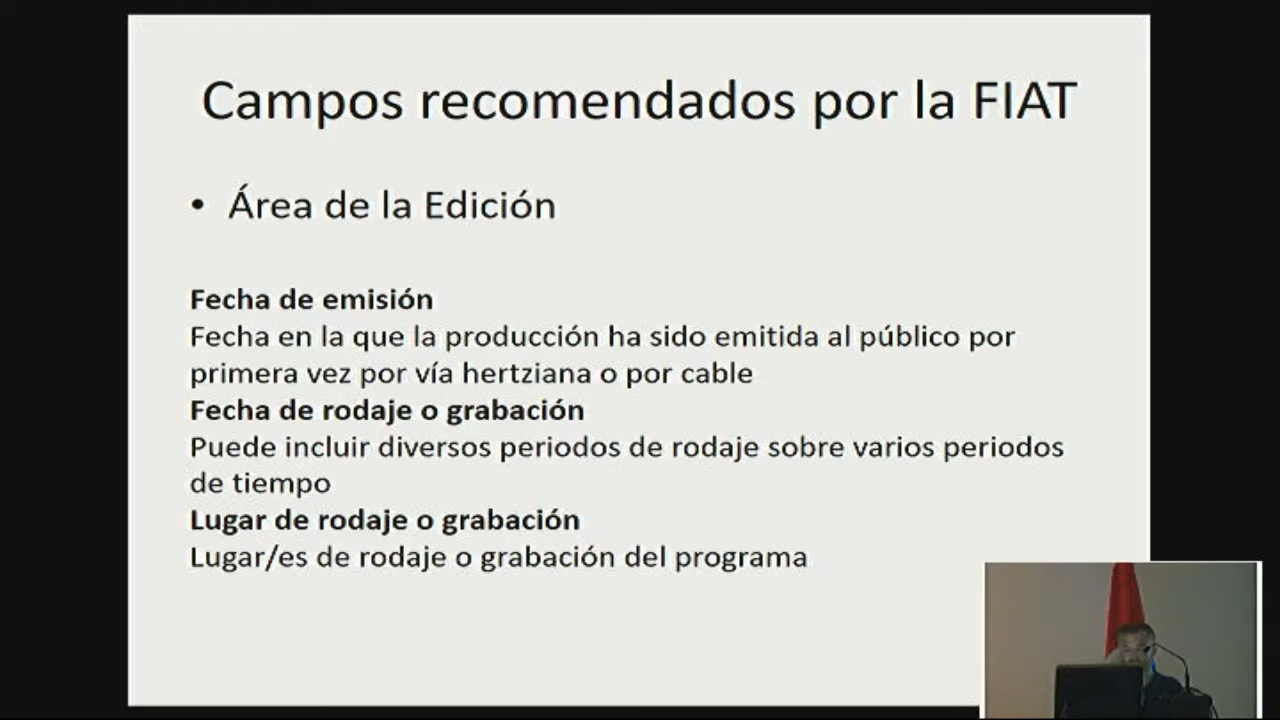 Campos recomendados por la FIAT
• Área de la Edición
Fecha de emisión
Fecha en la que la producción ha sido emitida al público por
primera vez por vía hertziana o por cable
Fecha de rodaje o grabación
Puede incluir diversos periodos de rodaje sobre varios periodos
de tiempo
Lugar de rodaje o grabación
Lugar/es de rodaje o grabación del programa